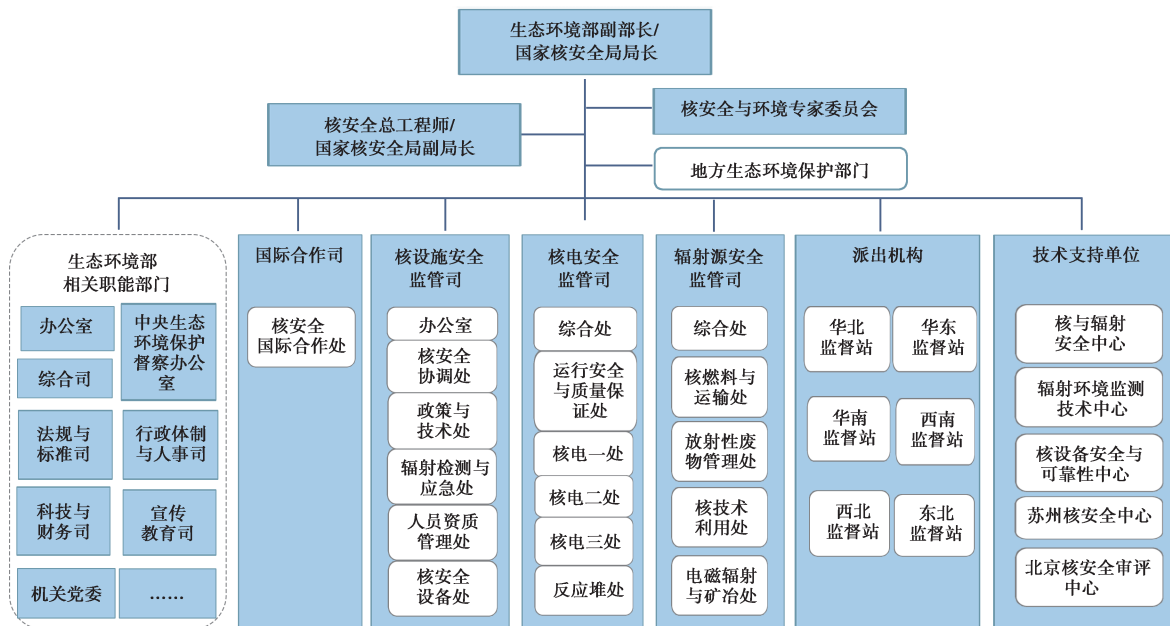 生态环境部副部长/
国家核安全局局长
核安全与环境专家委员会
核安全总工程师/
国家核安全局副局长
地方生态环境保护部门
生态环境部
相关职能部门
办公室
中央生态
环境保护
督察办公
室
综合司
法规与
标准司
行政体制
与人事司
科技与
财务司
宣传
教育司
机关党委
……
国际合作司
核安全
国际合作处
核设施安全
监管司
办公室
核安全
协调处
政策与
技术处
辐射检测与
应急处
人员资质
管理处
核安全
设备处
核电安全
监管司
综合处
运行安全
与质量保
证处
核电一处
核电二处
核电三处
反应堆处
辐射源安全
监管司
综合处
核燃料与
运输处
放射性废
物管理处
核技术
利用处
电磁辐射
与矿冶处
派出机构
华北
监督站
华东
监督站
华南
监督站
西南
监督站
西北
监督站
东北
监督站
技术支持单位
核与辐射
安全中心
辐射环境监测
技术中心
核设备安全与
可靠性中心
苏州核安全中心
北京核安全审评
中心